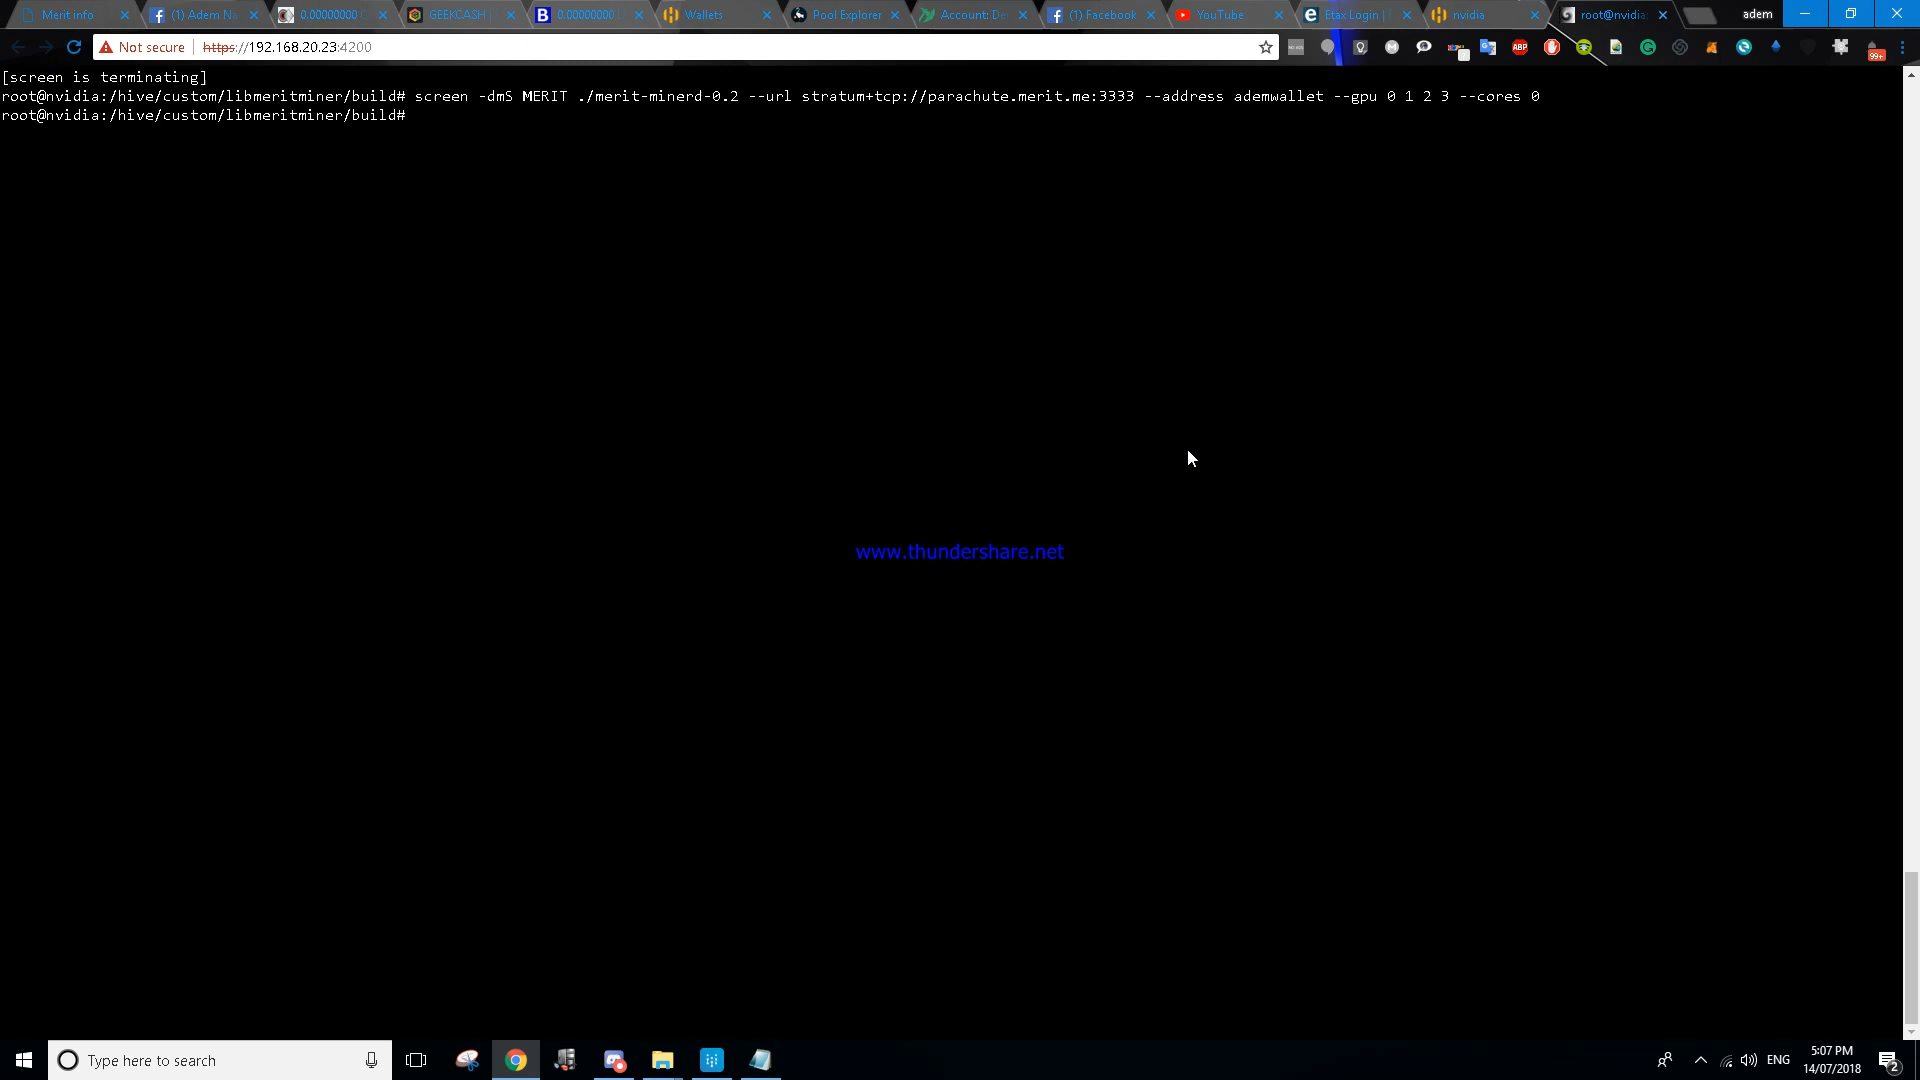 Merit info
(1) Adem Na
0.00000000
GEEKCASH |
0.00000000
Wallets
Pool Explorer
Account: De
(1) Facebook
YouTube
Etax Login |
nvidia
root@nvidia:
adem
Not secure
https://192.168.20.23:4200
ABP
99+
[screen is terminating]
root@nvidia:/hive/custom/libmeritminer/build# screen -dmS MERIT ./merit-minerd-0.2 --url stratum+tcp://parachute.merit.me:3333 --address ademwallet --gpu 0 1 2 3 --cores 0
root@nvidia:/hive/custom/libmeritminer/build#
www.thundershare.net
Type here to search
ENG
5:07 PM
14/07/2018
2